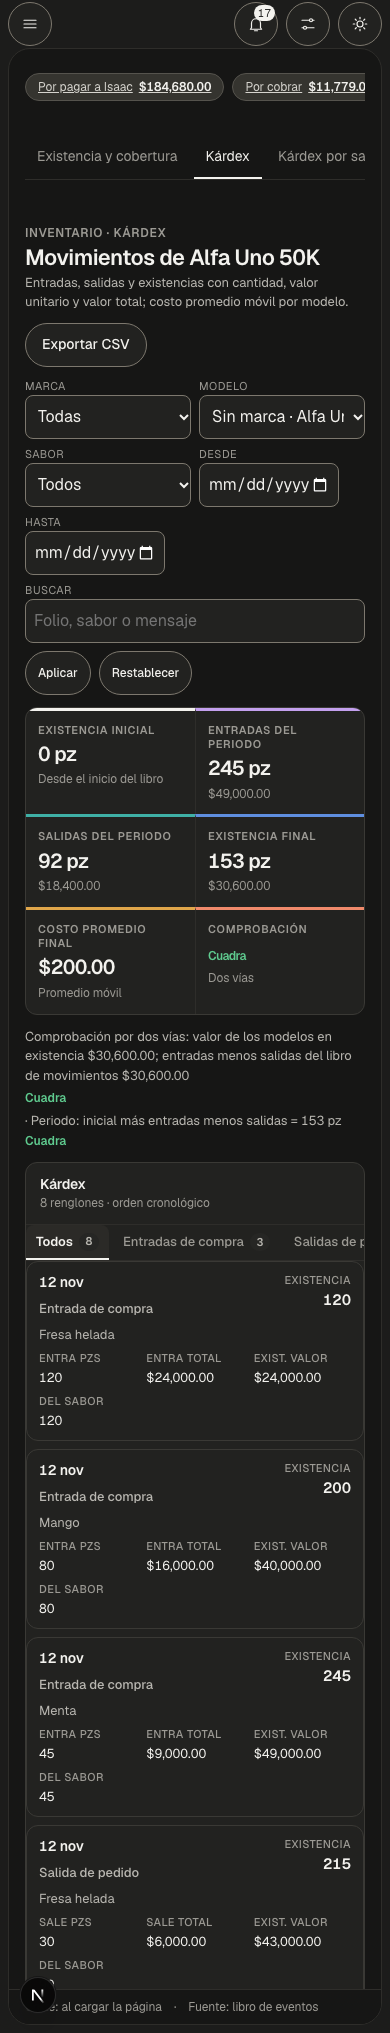 17
Por pagar a Isaac $184,680.00
Por cobrar $11,779.0
Existencia y cobertura
Kárdex
Kárdex por sa
INVENTARIO · KÁRDEX
Movimientos de Alfa Uno 50K
Entradas, salidas y existencias con cantidad, valor
unitario y valor total; costo promedio móvil por modelo.
Exportar CSV
MARCA
MODELO
Todas
Sin marca · Alfa Ur
SABOR
DESDE
Todos
mm/dd/yyyy
HASTA
mm/dd/yyyy
BUSCAR
Folio, sabor o mensaje
Aplicar
Restablecer
EXISTENCIA INICIAL
0 pz
Desde el inicio del libro
ENTRADAS DEL
PERIODO
245 pz
$49,000.00
SALIDAS DEL PERIODO
92 pz
$18,400.00
EXISTENCIA FINAL
153 pz
$30,600.00
COSTO PROMEDIO
FINAL
$200.00
Promedio móvil
COMPROBACIÓN
Cuadra
Dos vías
Comprobación por dos vías: valor de los modelos en
existencia $30,600.00; entradas menos salidas del libro
de movimientos $30,600.00
Cuadra
· Periodo: inicial más entradas menos salidas = 153 pz
Cuadra
Kárdex
8 renglones · orden cronológico
Todos 8
Entradas de compra 3
Salidas de p
12 nov
EXISTENCIA
120
Entrada de compra
Fresa helada
ENTRA PZS ENTRA TOTAL EXIST. VALOR
120 $24,000.00 $24,000.00
DEL SABOR
120
12 nov
EXISTENCIA
200
Entrada de compra
Mango
ENTRA PZS ENTRA TOTAL EXIST. VALOR
80 $16,000.00 $40,000.00
DEL SABOR
80
12 nov
EXISTENCIA
245
Entrada de compra
Menta
ENTRA PZS ENTRA TOTAL EXIST. VALOR
45 $9,000.00 $49,000.00
DEL SABOR
45
12 nov
EXISTENCIA
215
Salida de pedido
Fresa helada
SALE PZS SALE TOTAL EXIST. VALOR
30 $6,000.00 $43,000.00
DEL SABOR
N
al cargar la página · Fuente: libro de eventos